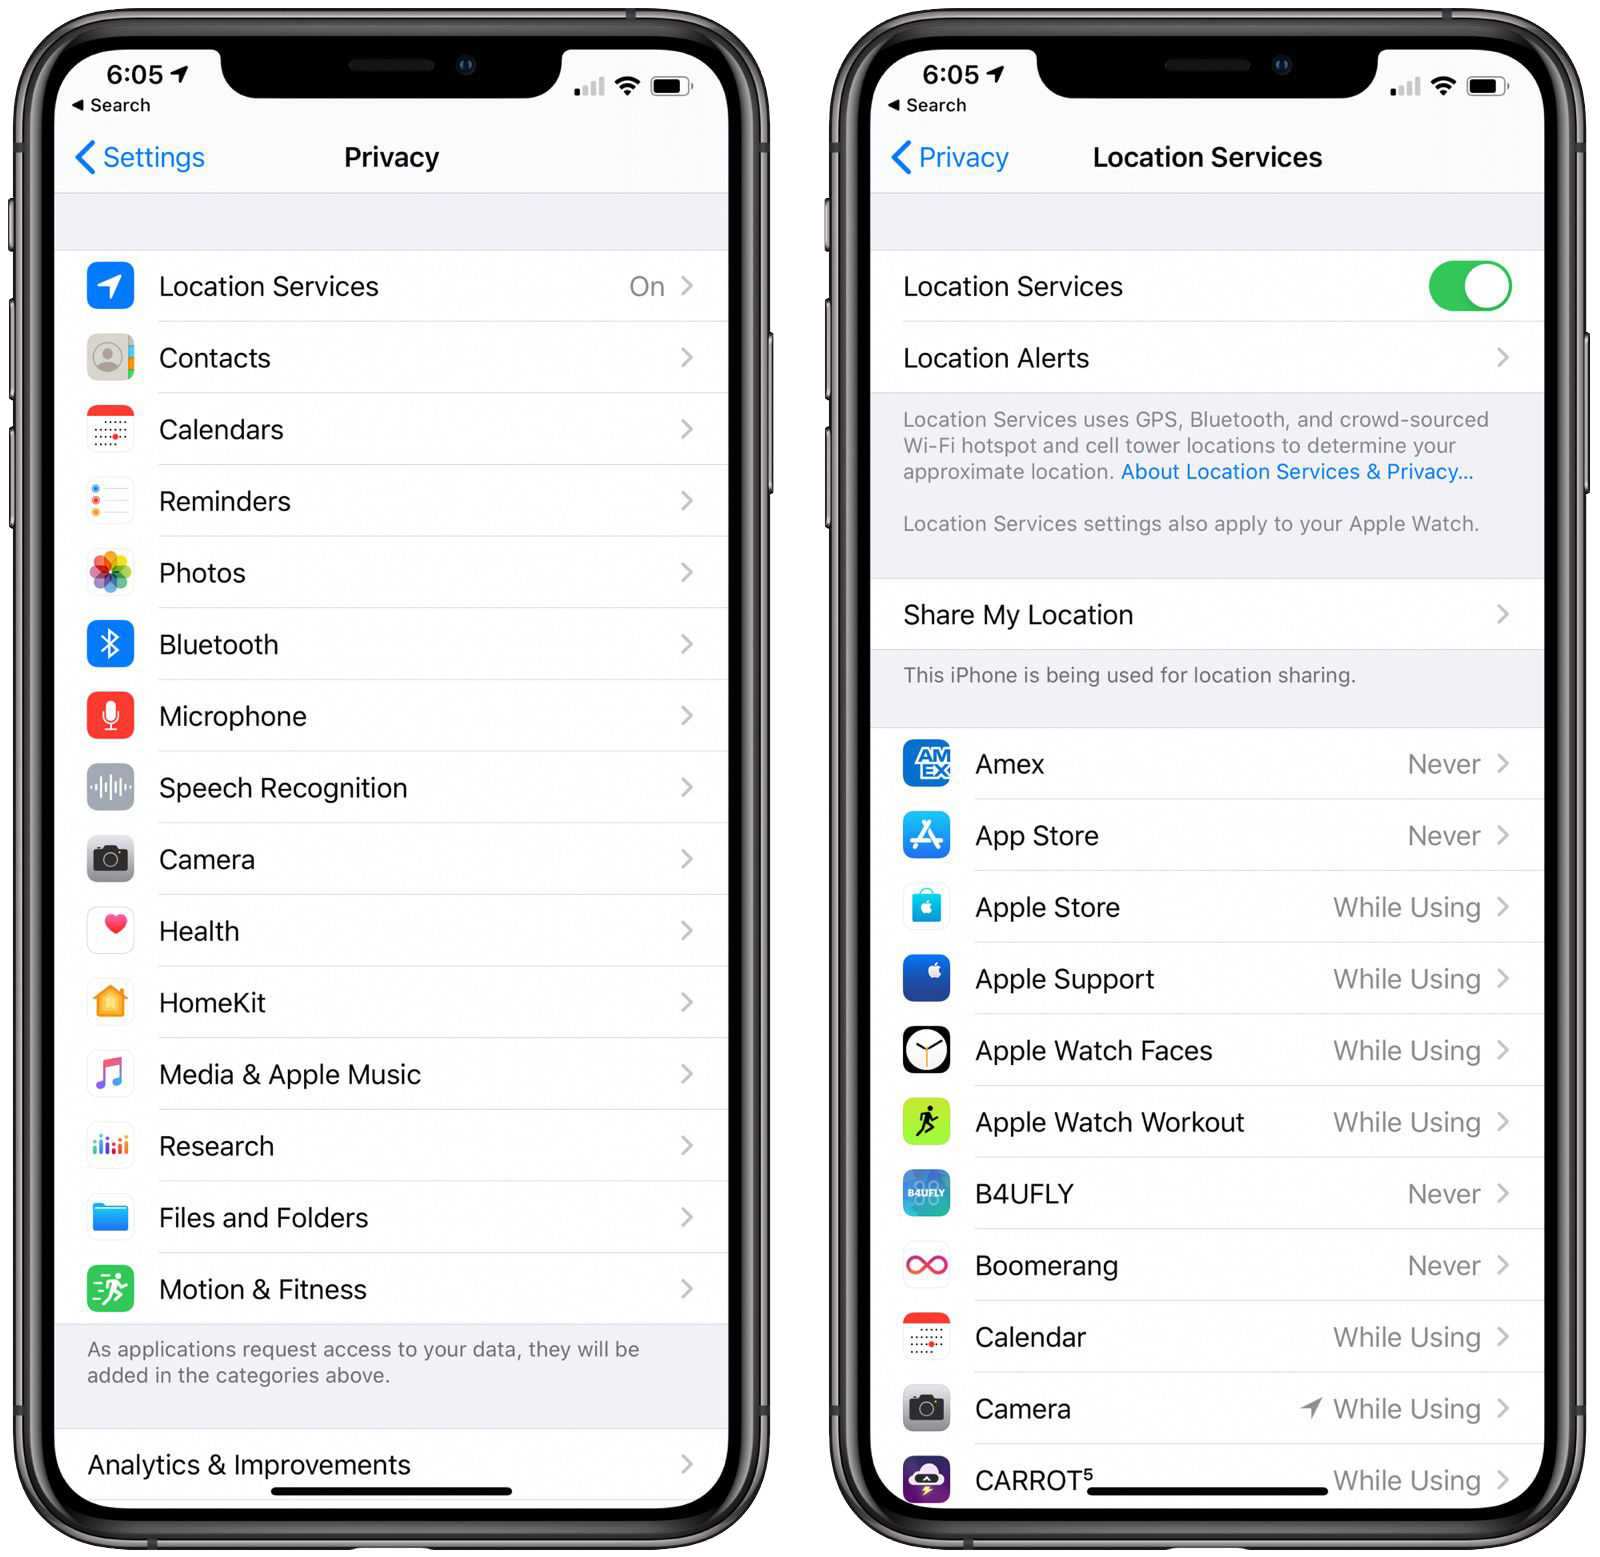 6:05
Search
Settings
Privacy
Location Services
On
Contacts
Calendars
Reminders
Photos
Bluetooth
Microphone
Speech Recognition
Camera
Health
HomeKit
Media & Apple Music
Research
Files and Folders
Motion & Fitness
As applications request access to your data, they will be
added in the categories above.
Analytics & Improvements
6:05
Search
Privacy
Location Services
Location Services
Location Alerts
Location Services uses GPS, Bluetooth, and crowd-sourced
Wi-Fi hotspot and cell tower locations to determine your
approximate location. About Location Services & Privacy...
Location Services settings also apply to your Apple Watch.
Share My Location
This iPhone is being used for location sharing.
AM
EX
Amex
Never
App Store
Never
Apple Store
While Using
Apple Support
While Using
Apple Watch Faces
While Using
Apple Watch Workout
While Using
B4UFLY
B4UFLY
Never
Boomerang
Never
Calendar
While Using
Camera
While Using
CARROT⁵
While Using